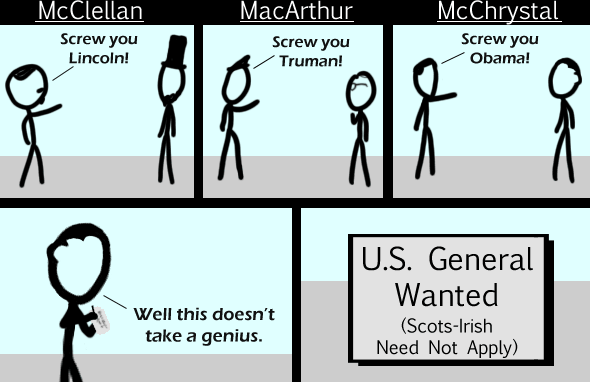 McClellan
MacArthur
McChrystal
Screw you
Lincoln!
Screw you
Truman!
Screw you
Obama!
Well this doesn't
take a genius.
U.S. General
Wanted
(Scots-Irish
Need Not Apply)